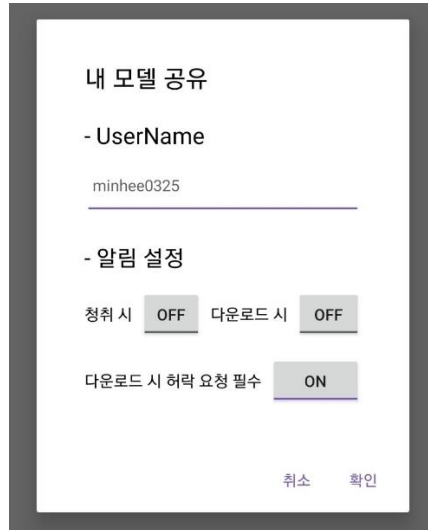 내 모델 공유
- UserName
minhee0325
- 알림 설정
청취 시 OFF 다운로드 시 OFF
다운로드 시 허락 요청 필수 ON
취소 확인